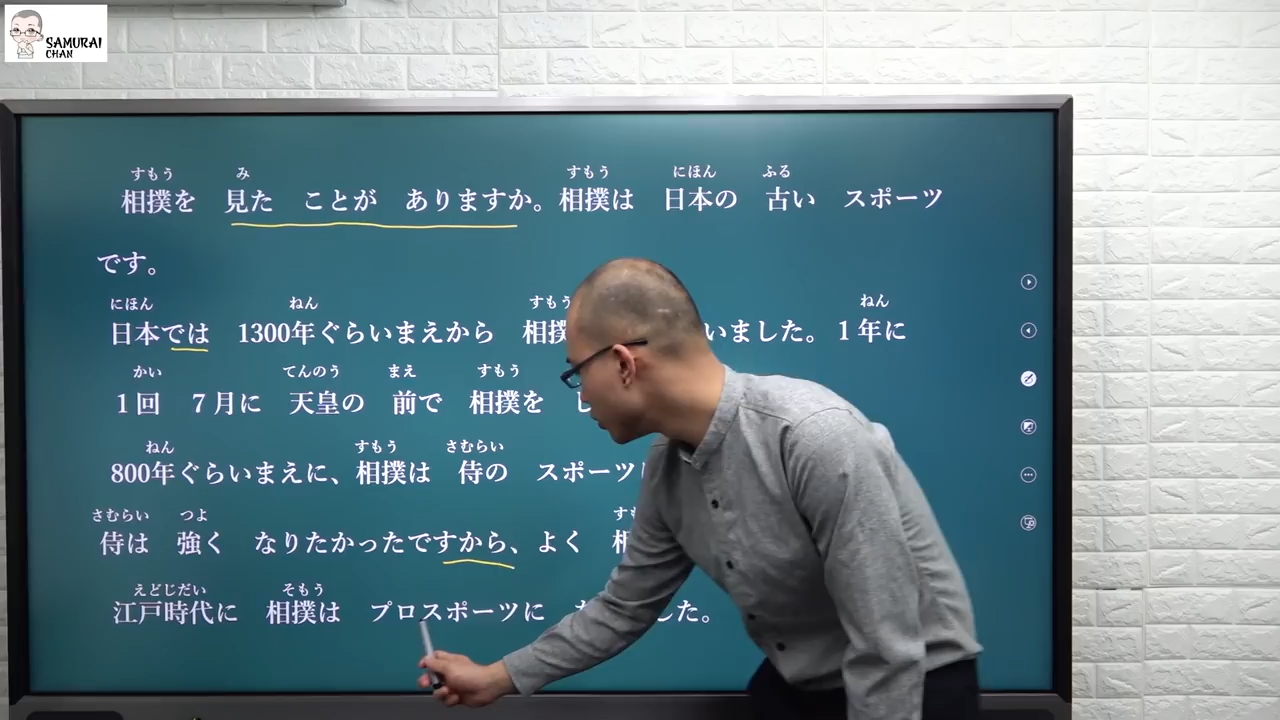 SAMURAI
CHAN
すもう み すもう にほん ふる
相撲を 見た ことが ありますか。相撲は 日本の 古い スポーツ
です。
にほん ねん すもう ねん
日本では 1300年ぐらいまえから 相撲 いました。1年に
かい てんのう まえ すもう
1回 7月に 天皇の 前で 相撲を し
ねん すもう さむらい
800年ぐらいまえに、相撲は 侍の スポーツ
さむらい つよ
侍は 強く なりたかったですから、よく
えどじだい そもう
江戸時代に 相撲は プロスポーツに な した。